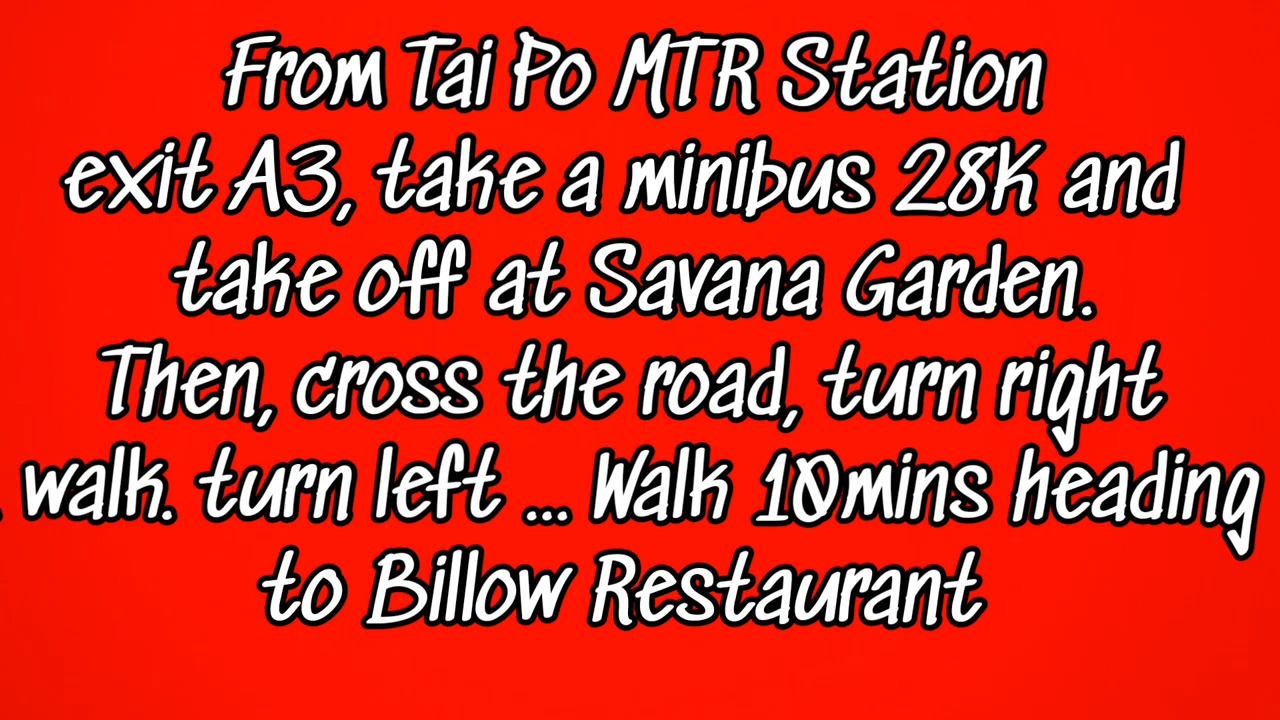 From Tai Po MTR Station
exit A3, take a minibus 28K and
take off at Savana Garden.
Then, cross the road, turn right
walk. turn left ... Walk 10mins heading
to Billow Restaurant